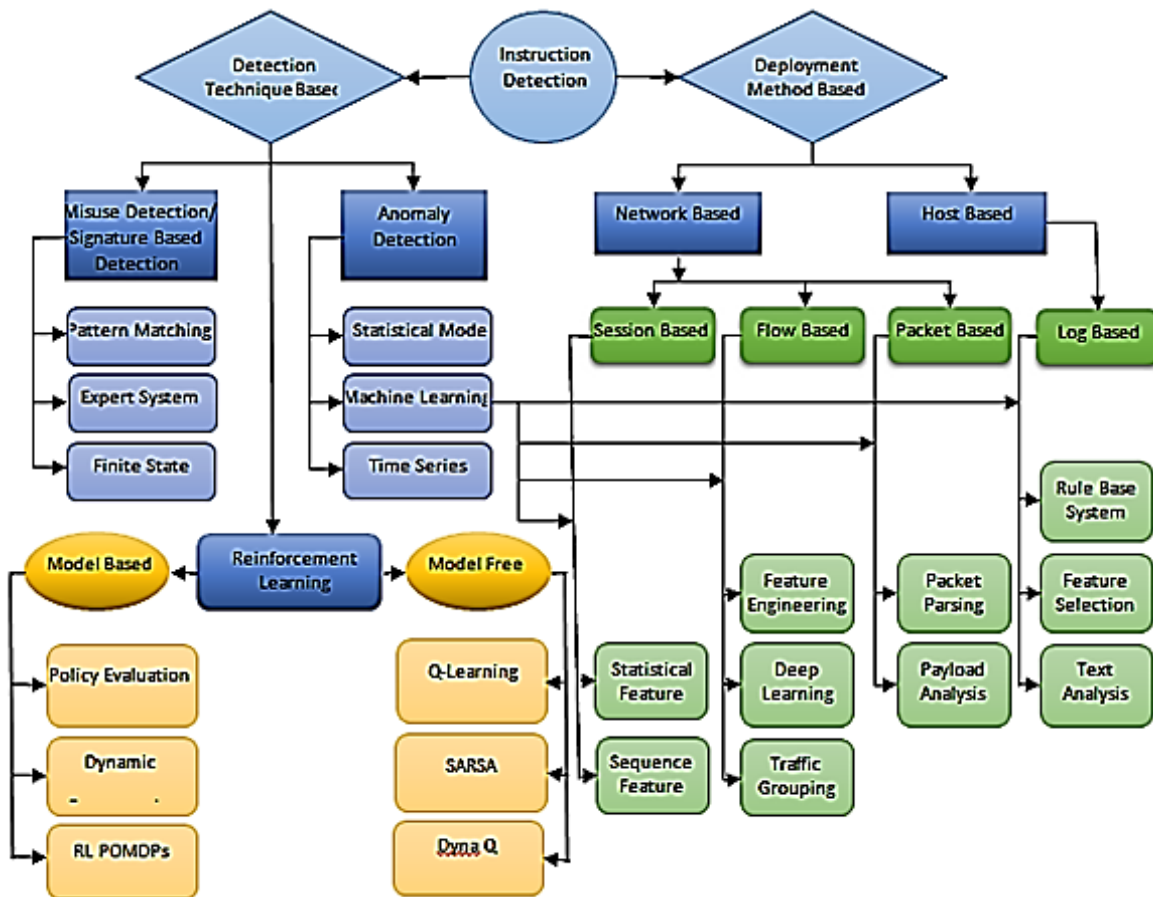 Instruction
Detection
Detection
Technique Based
Deployment
Method Based
Misuse Detection/
Signature Based
Detection
Anomaly
Detection
Network Based
Host Based
Pattern Matching
Expert System
Finite State
Statistical Mode
Machine Learning
Time Series
Session Based
Flow Based
Packet Based
Log Based
Rule Base
System
Model Based
Reinforcement
Learning
Model Free
Feature
Engineering
Packet
Parsing
Feature
Selection
Policy Evaluation
Q-Learning
Statistical
Feature
Deep
Learning
Payload
Analysis
Text
Analysis
Dynamic
SARSA
Sequence
Feature
Traffic
Grouping
RL POMDPs
Dyna Q